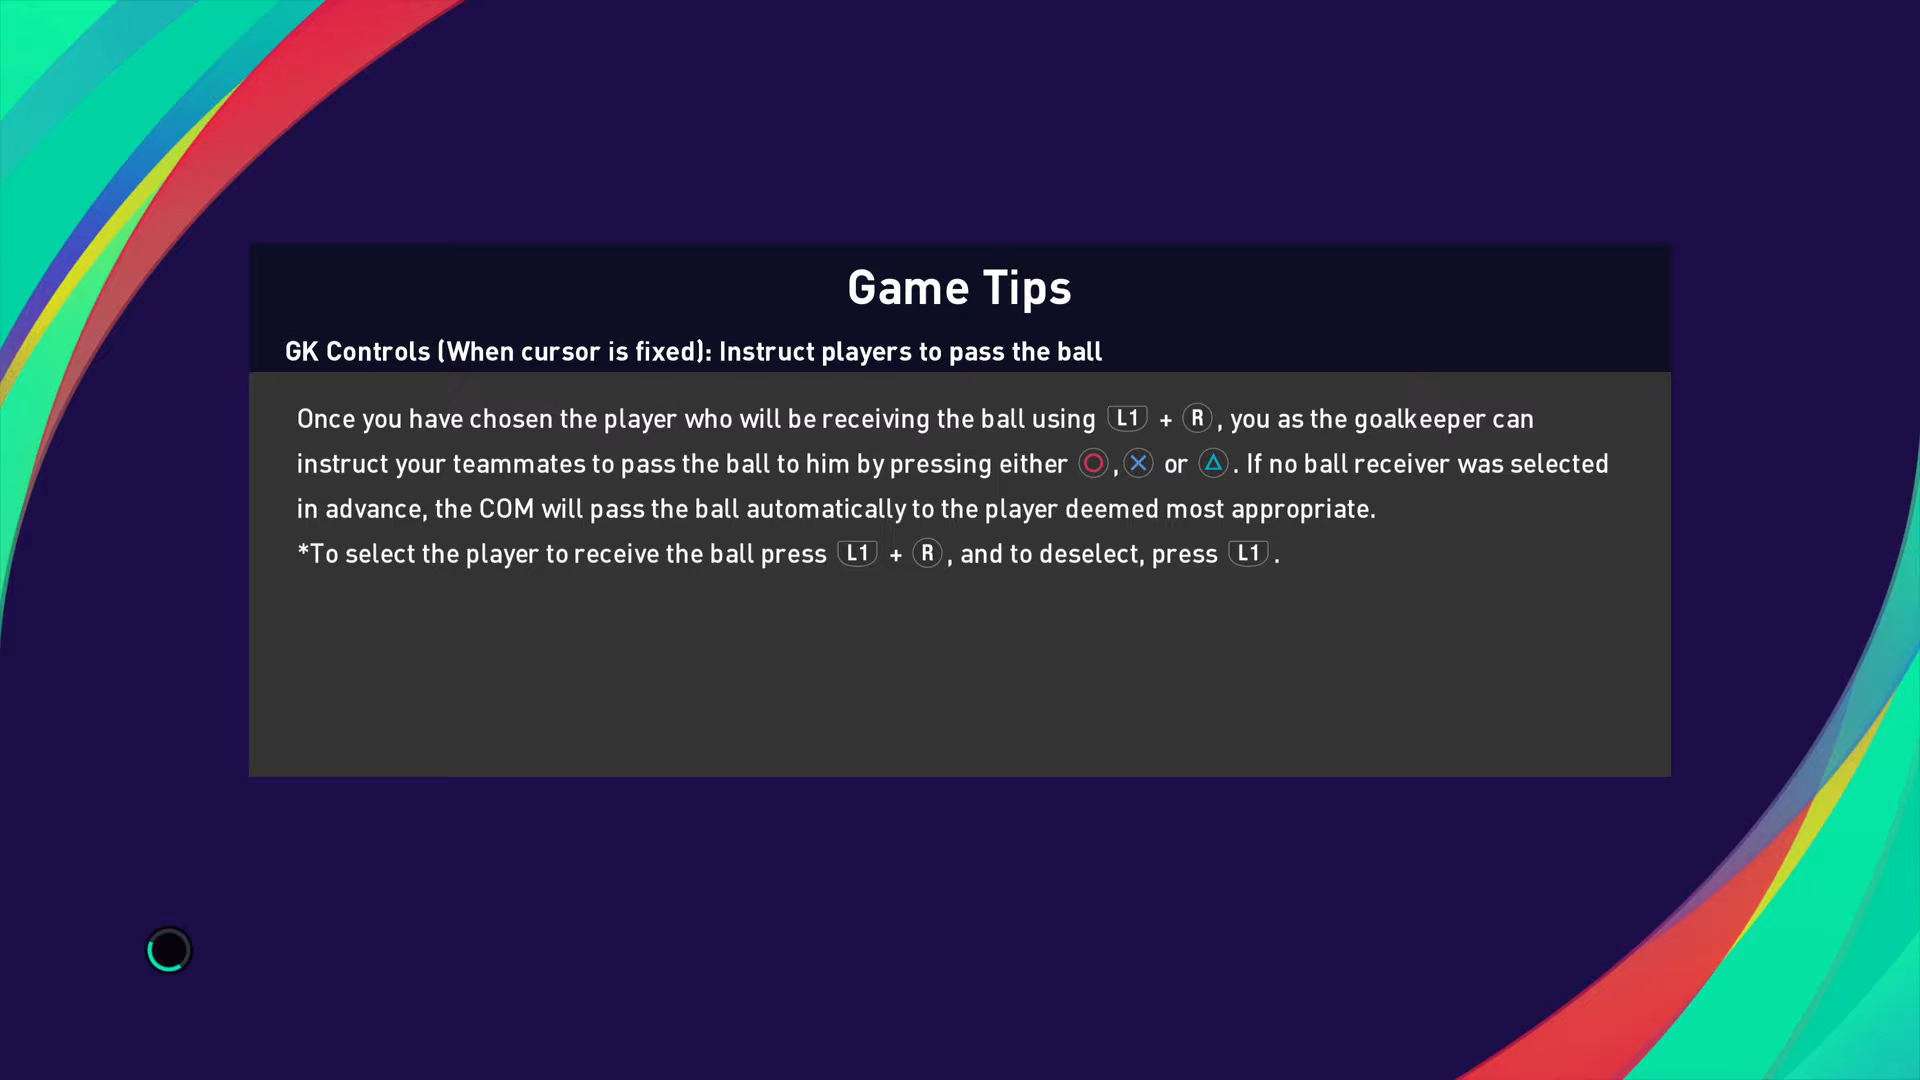 Game Tips
GK Controls (When cursor is fixed): Instruct players to pass the ball
Once you have chosen the player who will be receiving the ball using L1 + R, you as the goalkeeper can
instruct your teammates to pass the ball to him by pressing either ○, ✕ or △. If no ball receiver was selected
in advance, the COM will pass the ball automatically to the player deemed most appropriate.
*To select the player to receive the ball press L1 + R, and to deselect, press L1.